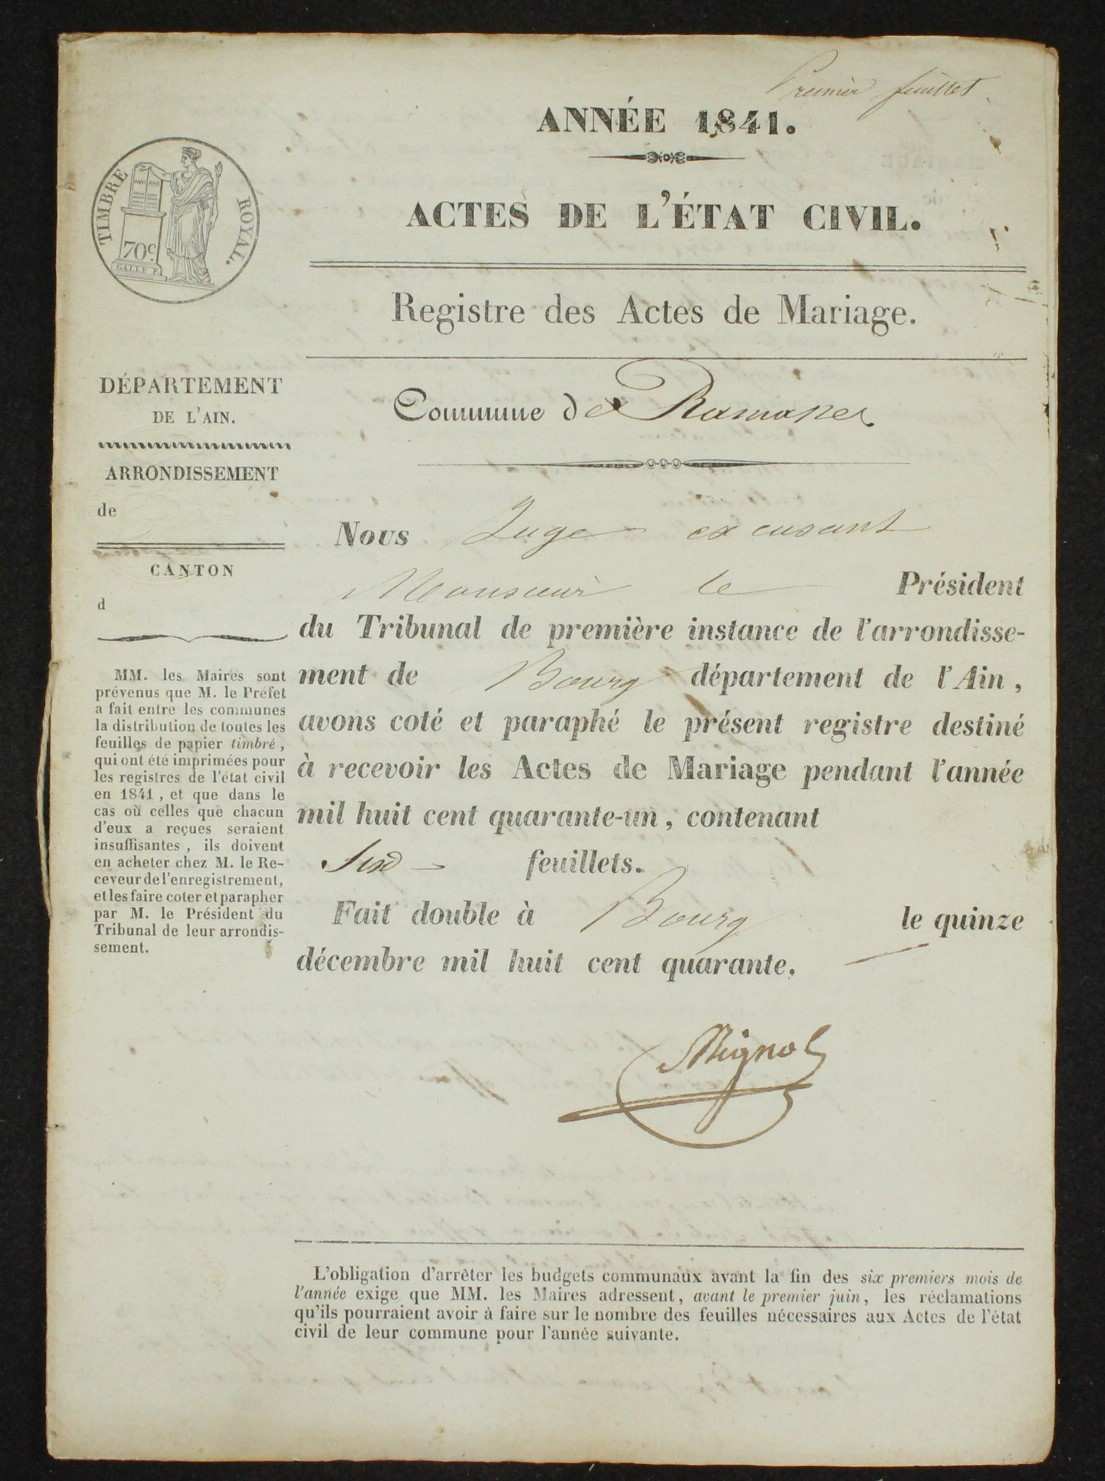 Premier feuillet
ANNÉE 1841.
ACTES DE L'ÉTAT CIVIL.
TIMBRE ROYAL.
70c
GALLE F.
Registre des Actes de Mariage.
DÉPARTEMENT
DE L'AIN.
ARRONDISSEMENT
de
CANTON
d
MM. les Maires sont
prévenus que M. le Préfet
a fait entre les communes
la distribution de toutes les
feuilles de papier timbré,
qui ont été imprimées pour
les registres de l'état civil
en 1841, et que dans le
cas où celles que chacun
d'eux a reçues seraient
insuffisantes, ils doivent
en acheter chez M. le Re-
ceveur de l'enregistrement,
et les faire coter et parapher
par M. le Président du
Tribunal de leur arrondis-
sement.
Commune de Ramasse
Nous Juge excusant
Monsieur le Président
du Tribunal de première instance de l'arrondisse-
ment de Bourg département de l'Ain,
avons coté et paraphé le présent registre destiné
à recevoir les Actes de Mariage pendant l'année
mil huit cent quarante-un, contenant
Six feuillets.
Fait double à Bourg le quinze
décembre mil huit cent quarante.
L'obligation d'arrêter les budgets communaux avant la fin des six premiers mois de
l'année exige que MM. les Maires adressent, avant le premier juin, les réclamations
qu'ils pourraient avoir à faire sur le nombre des feuilles nécessaires aux Actes de l'état
civil de leur commune pour l'année suivante.